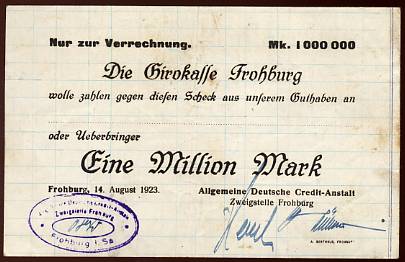 Nur zur Verrechnung. Mk. 1000000
Die Girokasse Frohburg
wolle zahlen gegen diesen Scheck aus unserem Guthaben an
oder Ueberbringer
Eine Million Mark
Frohburg, 14. August 1923. Allgemeine Deutsche Credit-Anstalt
Zweigstelle Frohburg
Zweigstelle Frohburg
Frohburg i. Sa